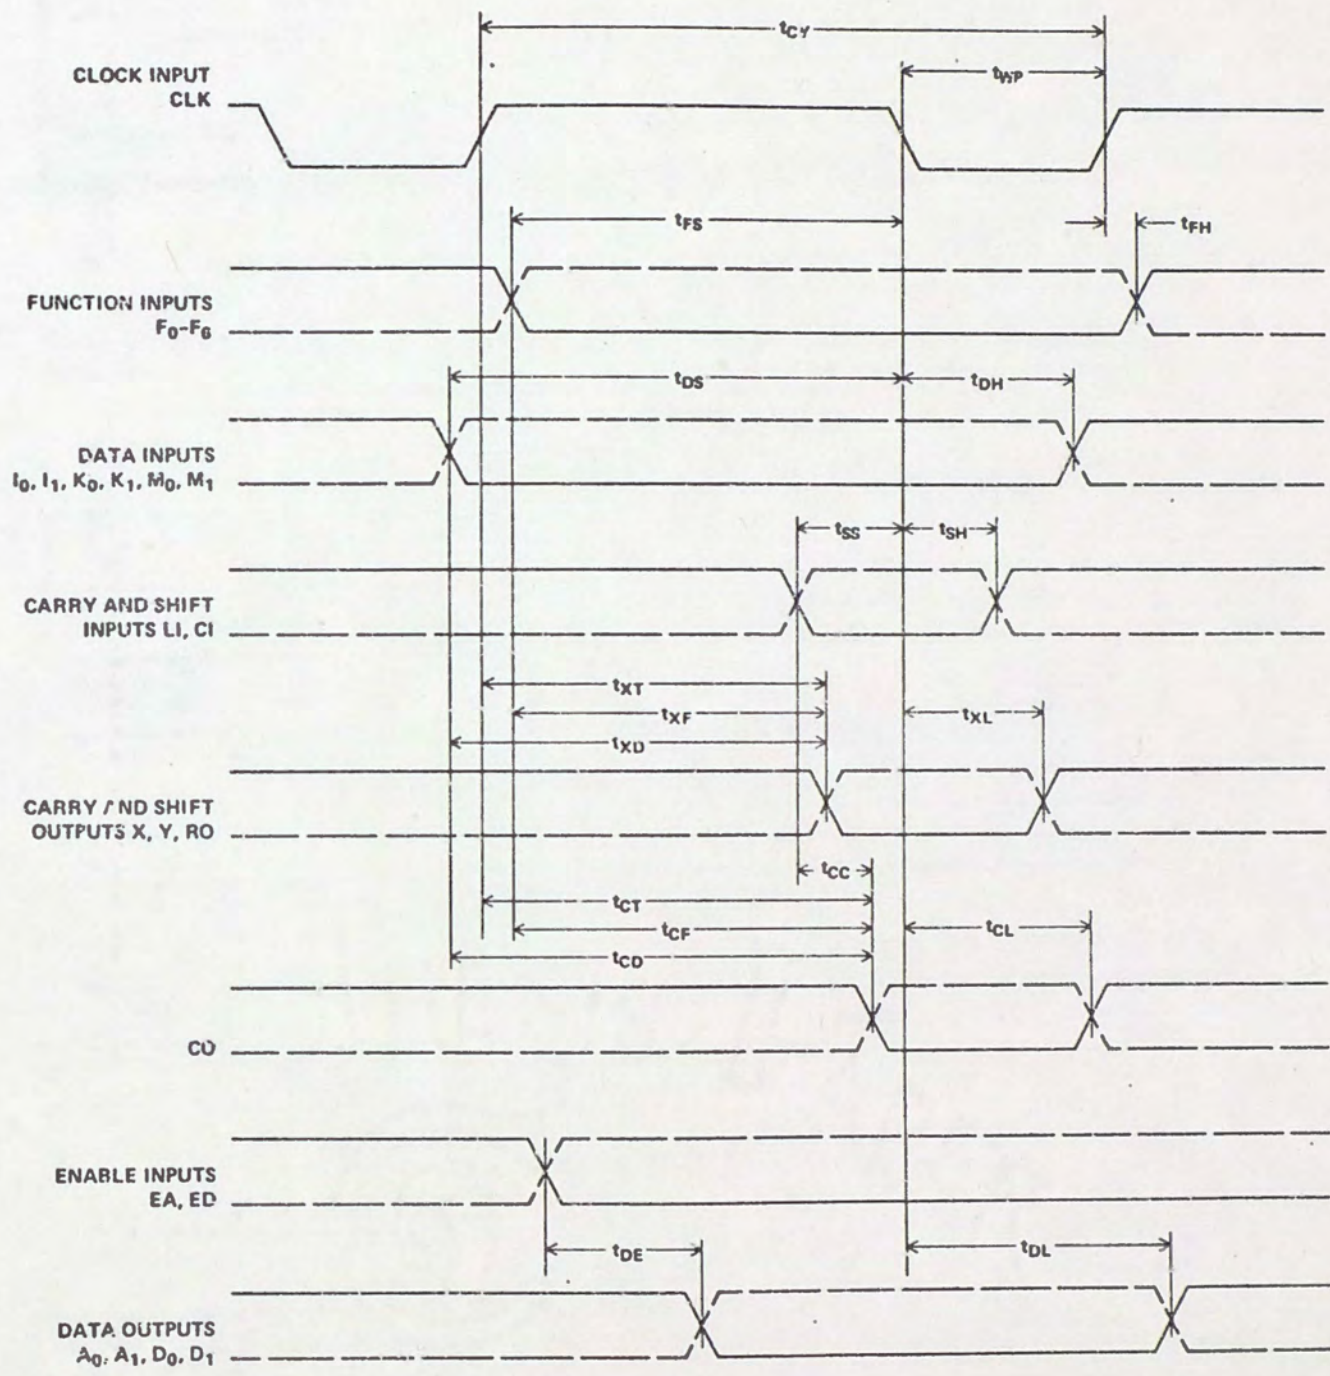 tCY
CLOCK INPUT
CLK
tWP
tFS
tFH
FUNCTION INPUTS
F0-F6
tDS
tDH
DATA INPUTS
I0, I1, K0, K1, M0, M1
tSS
tSH
CARRY AND SHIFT
INPUTS LI, CI
tXT
tXF
tXL
tXD
CARRY AND SHIFT
OUTPUTS X, Y, RO
tCC
tCT
tCF
tCL
tCD
CO
ENABLE INPUTS
EA, ED
tDE
tDL
DATA OUTPUTS
A0, A1, D0, D1